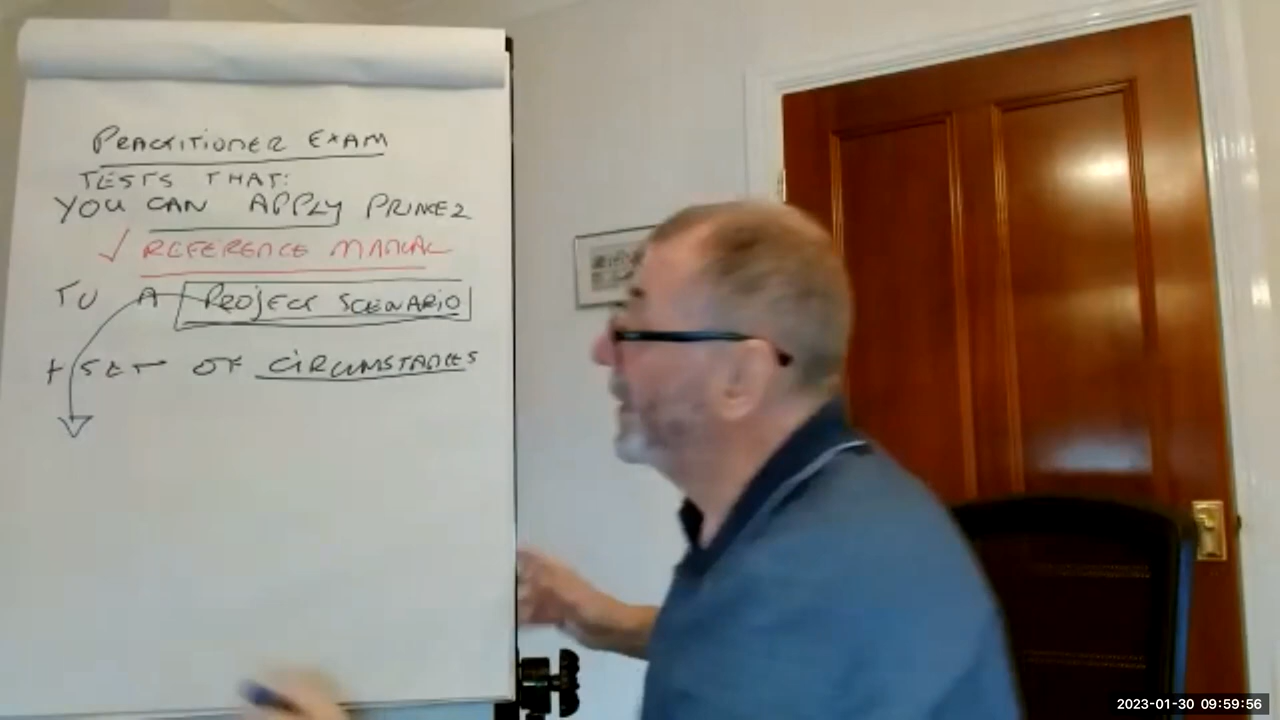 PRACTITIONER EXAM
TESTS THAT:
YOU CAN APPLY PRINCE2
✓ REFERENCE MANUAL
TO A PROJECT SCENARIO
+ SET OF CIRCUMSTANCES
2023-01-30 09:59:56